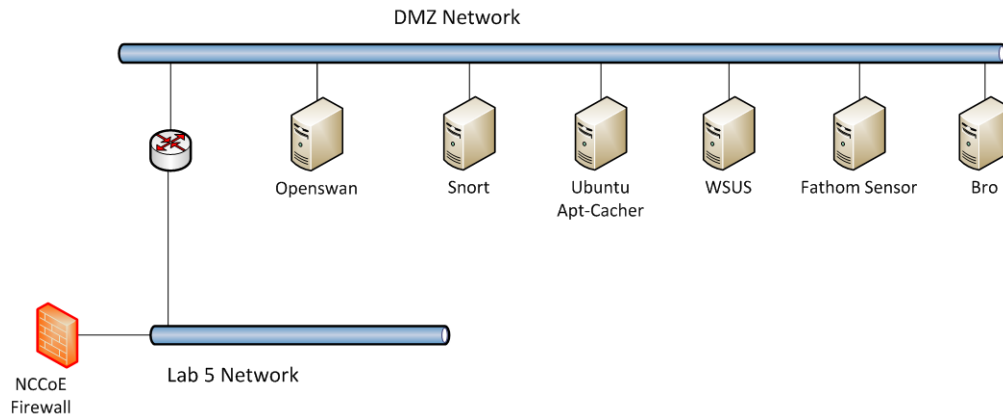 DMZ Network
Openswan
Snort
Ubuntu
Apt-Cacher
WSUS
Fathom Sensor
Bro
Lab 5 Network
NCCoE
Firewall